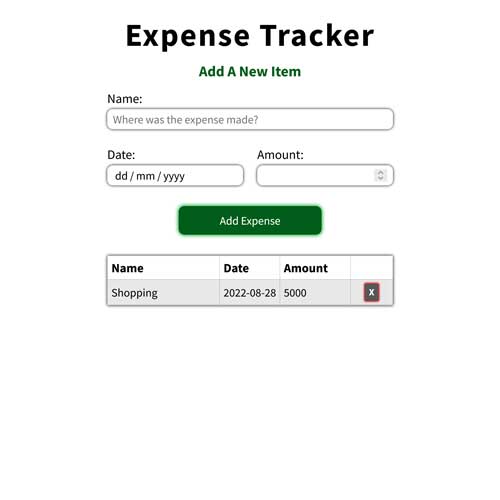 Expense Tracker
Add A New Item
Name:
Where was the expense made?
Date: Amount:
dd / mm / yyyy
Add Expense
Name Date Amount
Shopping 2022-08-28 5000 X